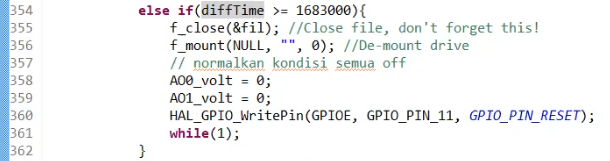 354 else if(diffTime >= 1683000){
355 f_close(&fil); //Close file, don't forget this!
356 f_mount(NULL, "", 0); //De-mount drive
357 // normalkan kondisi semua off
358 AO0_volt = 0;
359 AO1_volt = 0;
360 HAL_GPIO_WritePin(GPIOE, GPIO_PIN_11, GPIO_PIN_RESET);
361 while(1);
362 }